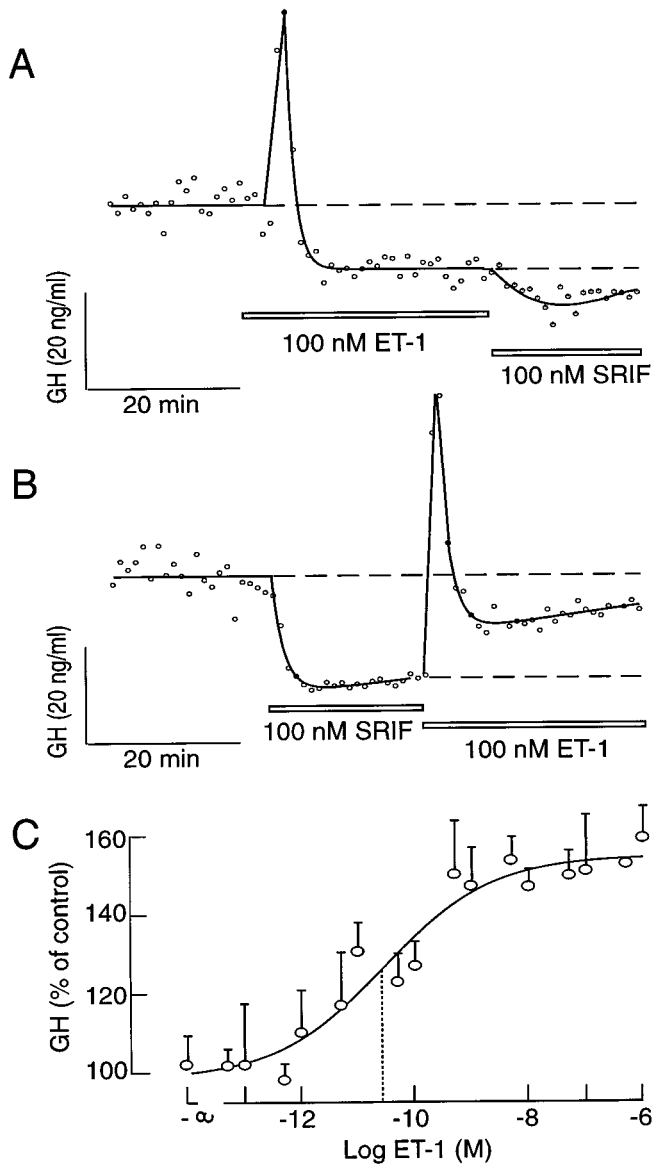 A
GH (20 ng/ml)
20 min
100 nM ET-1
100 nM SRIF
B
GH (20 ng/ml)
20 min
100 nM SRIF
100 nM ET-1
C
GH (% of control)
160
140
120
100
-∞ -12 -10 -8 -6
Log ET-1 (M)